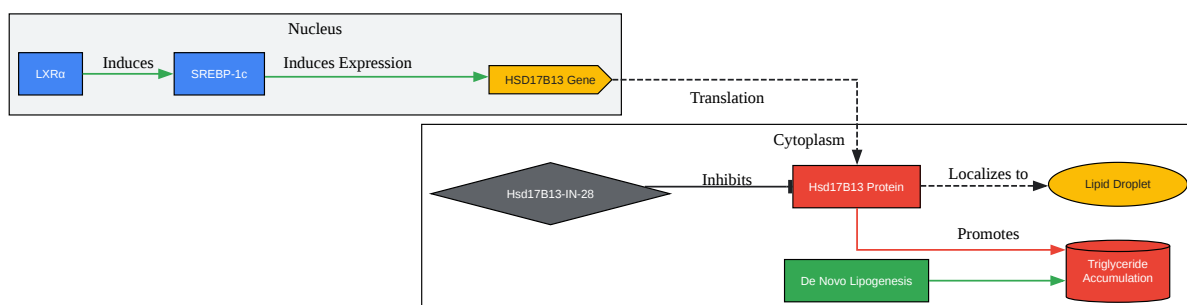 Nucleus
LXRα
Induces
SREBP-1c
Induces Expression
HSD17B13 Gene
Translation
Cytoplasm
Hsd17B13-IN-28
Inhibits
Hsd17B13 Protein
Localizes to
Lipid Droplet
Promotes
De Novo Lipogenesis
Triglyceride
Accumulation